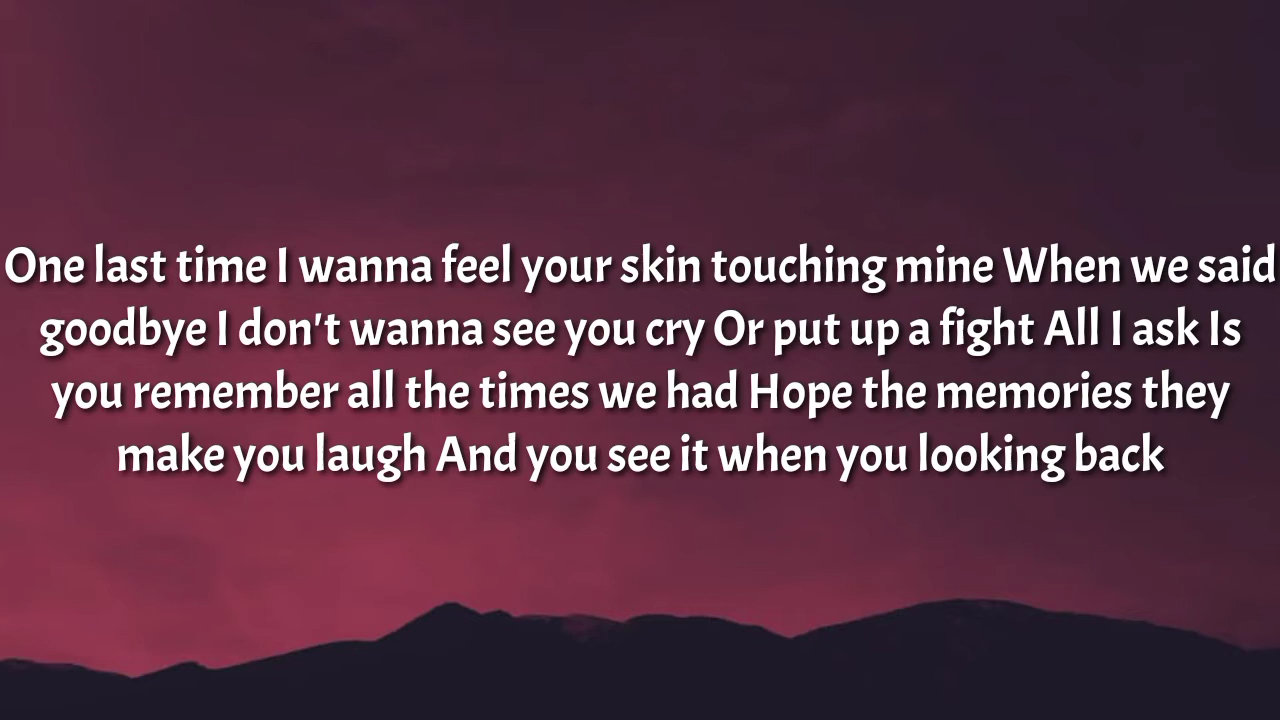 One last time I wanna feel your skin touching mine When we said
goodbye I don't wanna see you cry Or put up a fight All I ask Is
you remember all the times we had Hope the memories they
make you laugh And you see it when you looking back